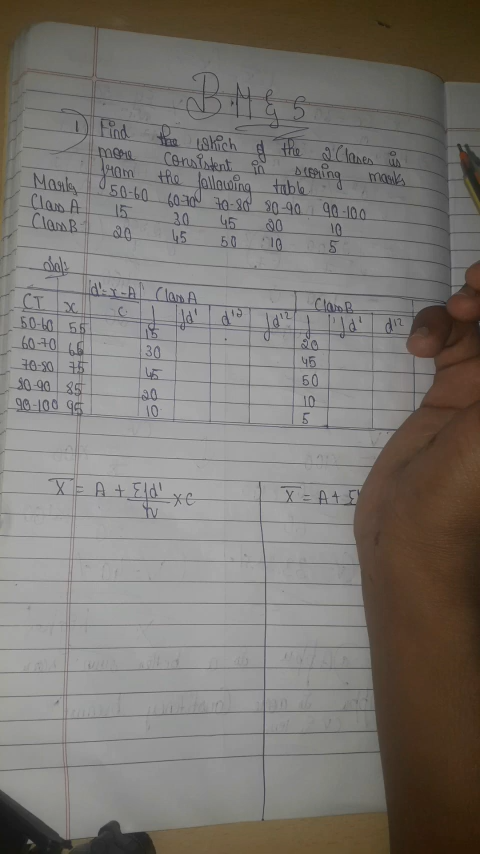 B.M & S
1) Find the which of the 2 Classes is
more consistent in scoring marks
from the following table.
Marks 50-60 60-70 70-80 80-90 90-100
Class A 15 30 45 20 10
Class B 20 45 50 10 5
Sol:
d' = x - A Class A Class B
CI x c f fd' d'² fd'² f fd' d'²
50-60 55 15 20
60-70 65 30 45
70-80 75 45 50
80-90 85 20 10
90-100 95 10 5
X̄ = A + Σfd' / N × C X̄ = A + Σf